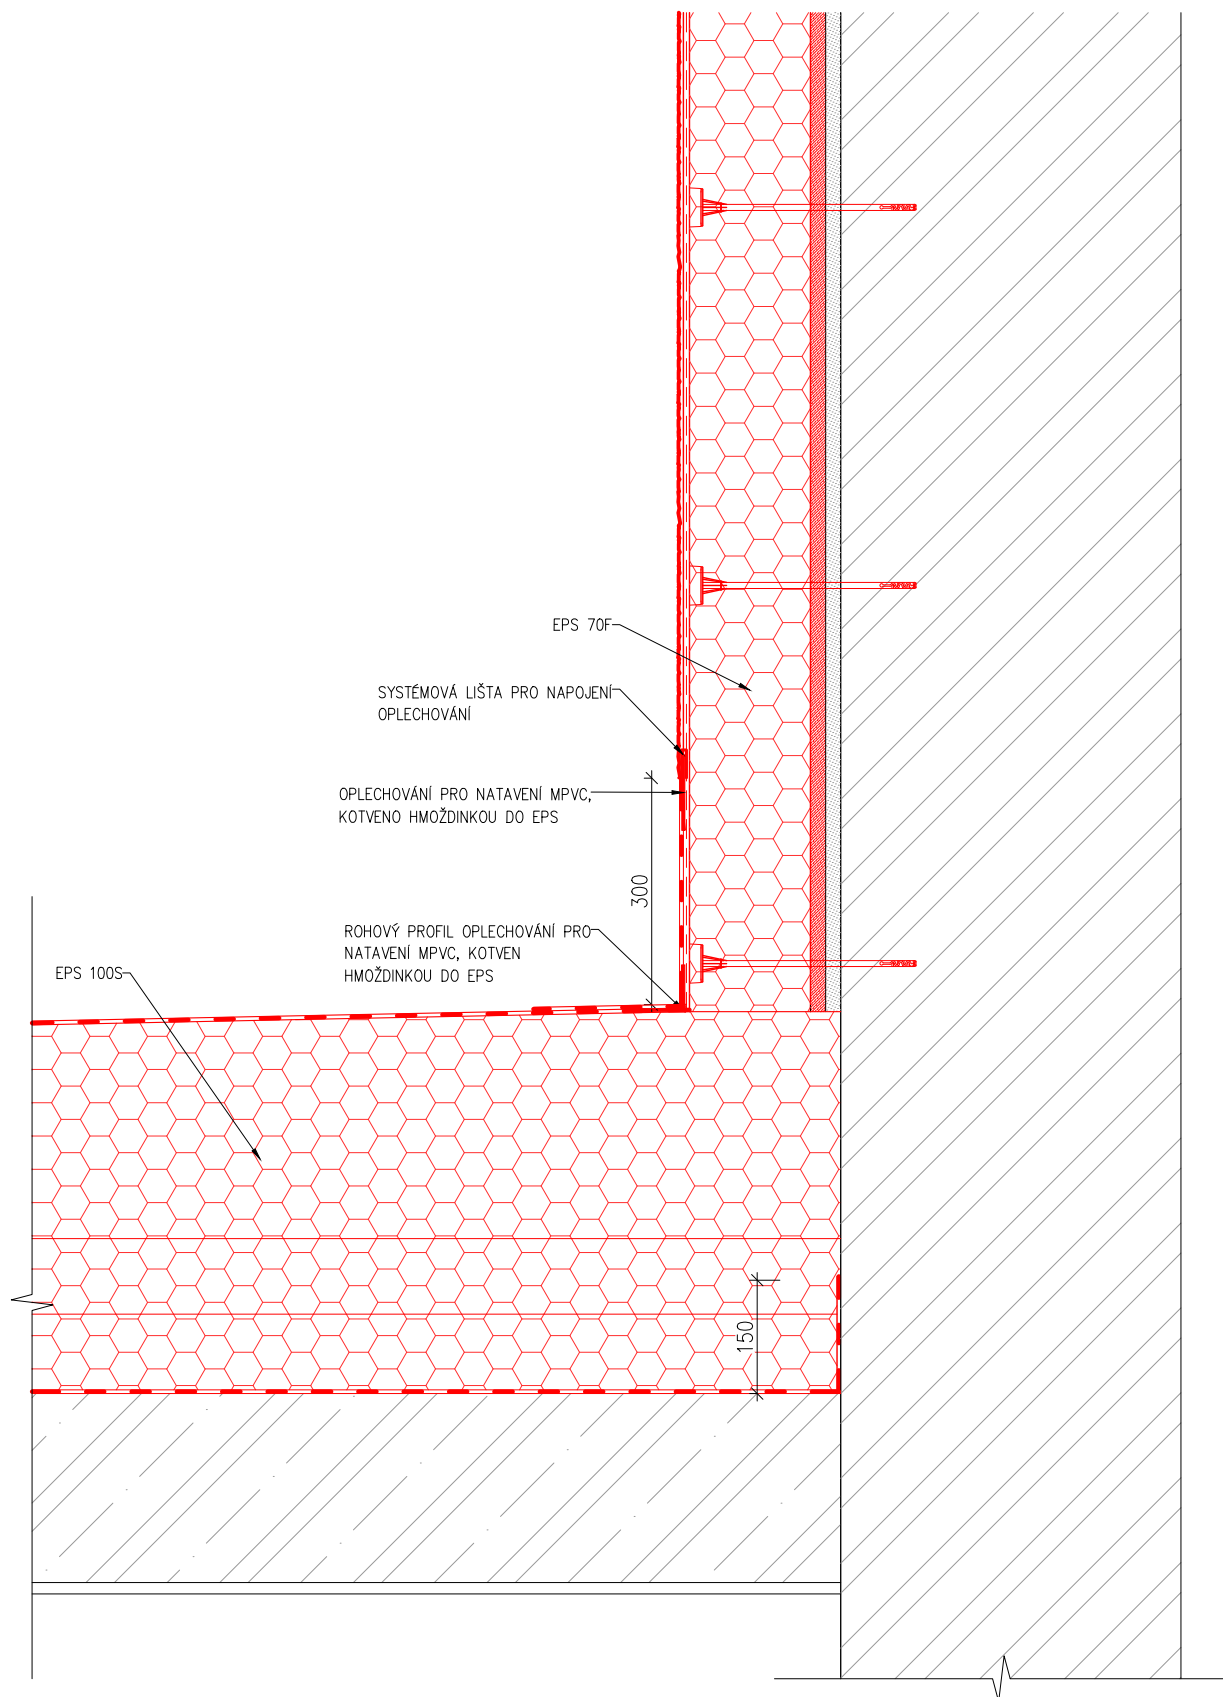 EPS 70F
SYSTÉMOVÁ LIŠTA PRO NAPOJENÍ
OPLECHOVÁNÍ
OPLECHOVÁNÍ PRO NATAVENÍ MPVC,
KOTVENO HMOŽDINKOU DO EPS
300
ROHOVÝ PROFIL OPLECHOVÁNÍ PRO
NATAVENÍ MPVC, KOTVEN
HMOŽDINKOU DO EPS
EPS 100S
150